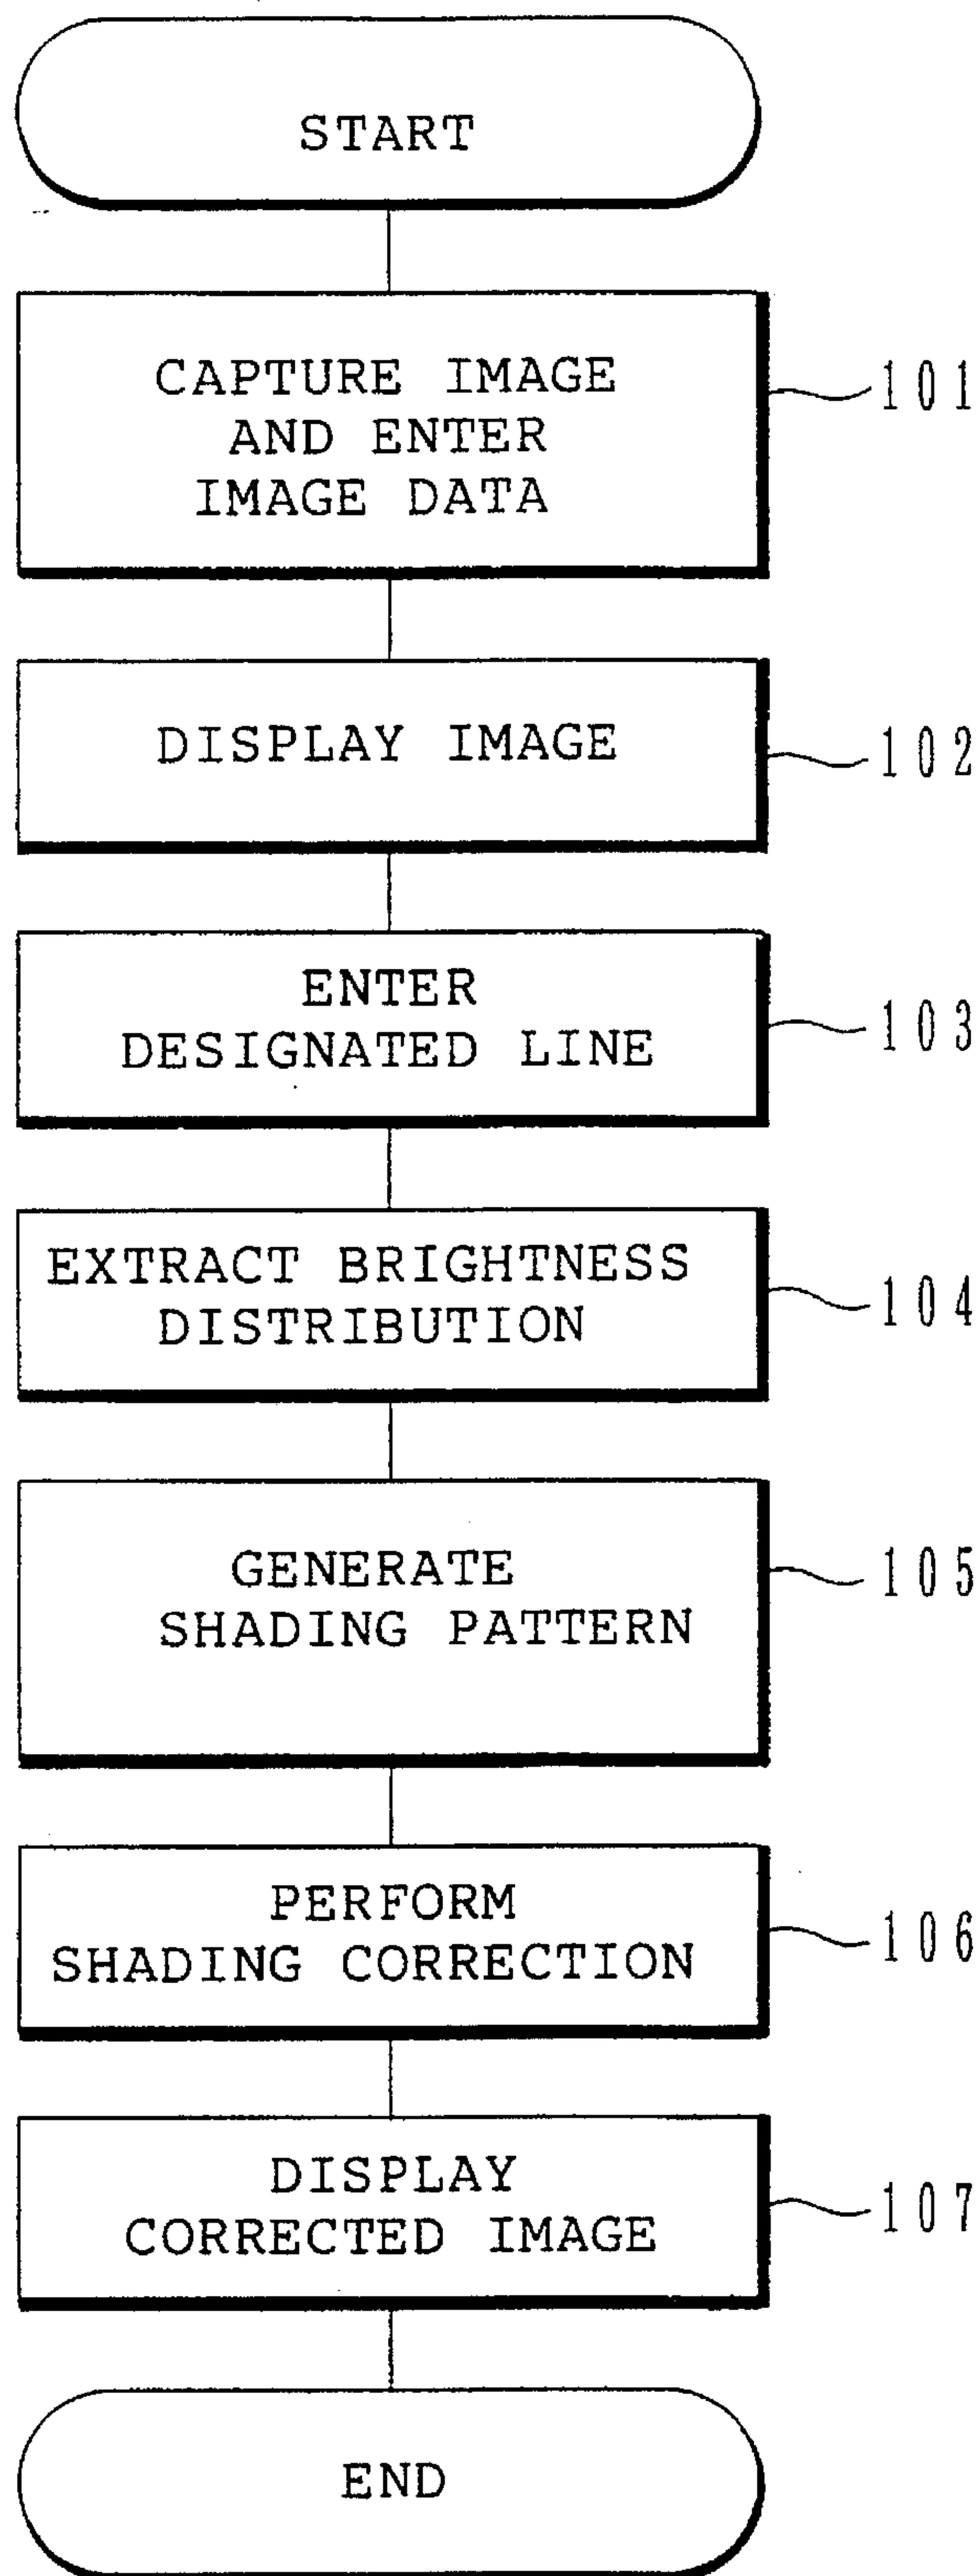 START
CAPTURE IMAGE
AND ENTER
IMAGE DATA
101
DISPLAY IMAGE
102
ENTER
DESIGNATED LINE
103
EXTRACT BRIGHTNESS
DISTRIBUTION
104
GENERATE
SHADING PATTERN
105
PERFORM
SHADING CORRECTION
106
DISPLAY
CORRECTED IMAGE
107
END